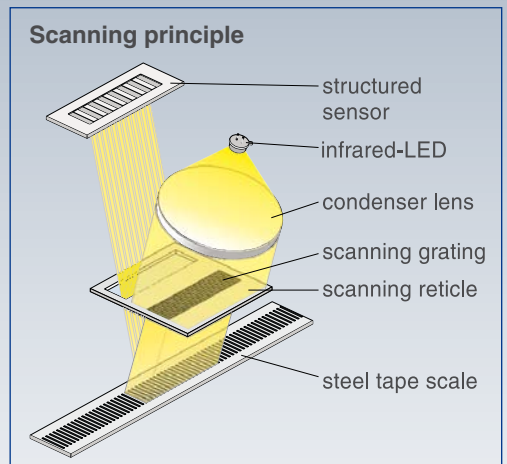 Scanning principle
structured
sensor
infrared-LED
condenser lens
scanning grating
scanning reticle
steel tape scale